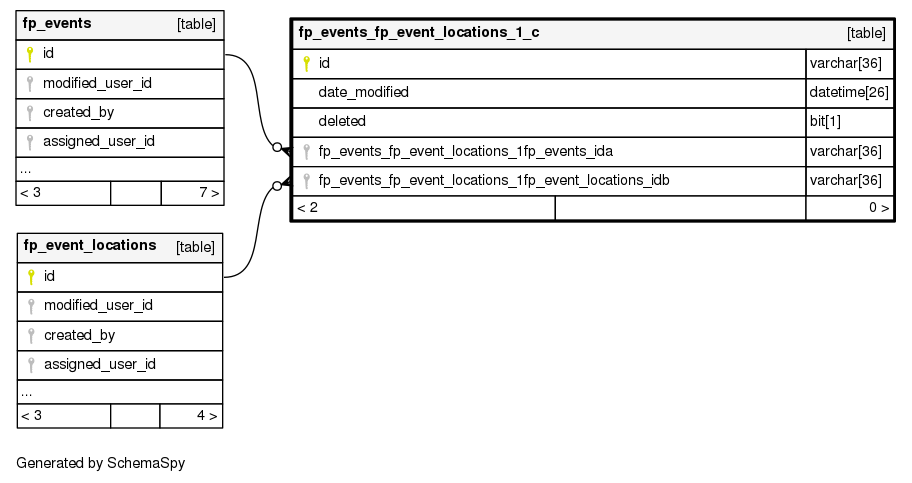 fp_events [table]
id
modified_user_id
created_by
assigned_user_id
...
< 3 7 >
fp_events_fp_event_locations_1_c [table]
id varchar[36]
date_modified datetime[26]
deleted bit[1]
fp_events_fp_event_locations_1fp_events_ida varchar[36]
fp_events_fp_event_locations_1fp_event_locations_idb varchar[36]
< 2 0 >
fp_event_locations [table]
id
modified_user_id
created_by
assigned_user_id
...
< 3 4 >
Generated by SchemaSpy